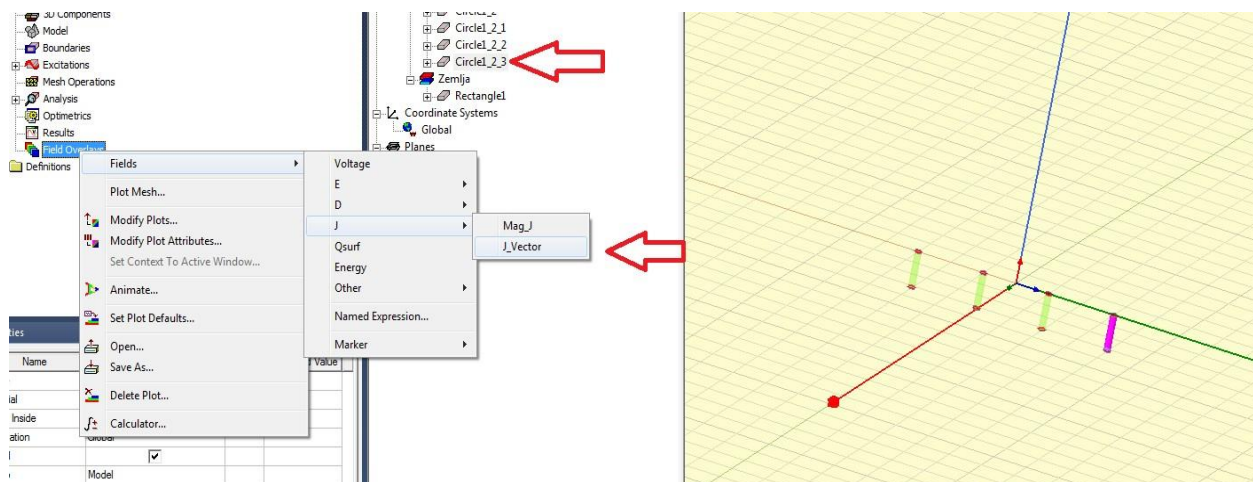 3D Components
Model
Boundaries
Excitations
Mesh Operations
Analysis
Optimetrics
Results
Field Overlays
Definitions
Fields
Plot Mesh...
Modify Plots...
Modify Plot Attributes...
Set Context To Active Window...
Animate...
Set Plot Defaults...
Open...
Save As...
Delete Plot...
Calculator...
Voltage
E
D
J
Qsurf
Energy
Other
Named Expression...
Marker
Mag_J
J_Vector
Circle1_2
Circle1_2_1
Circle1_2_2
Circle1_2_3
Zemlja
Rectangle1
Coordinate Systems
Global
Planes
Name
Value
Inside
Global
Model